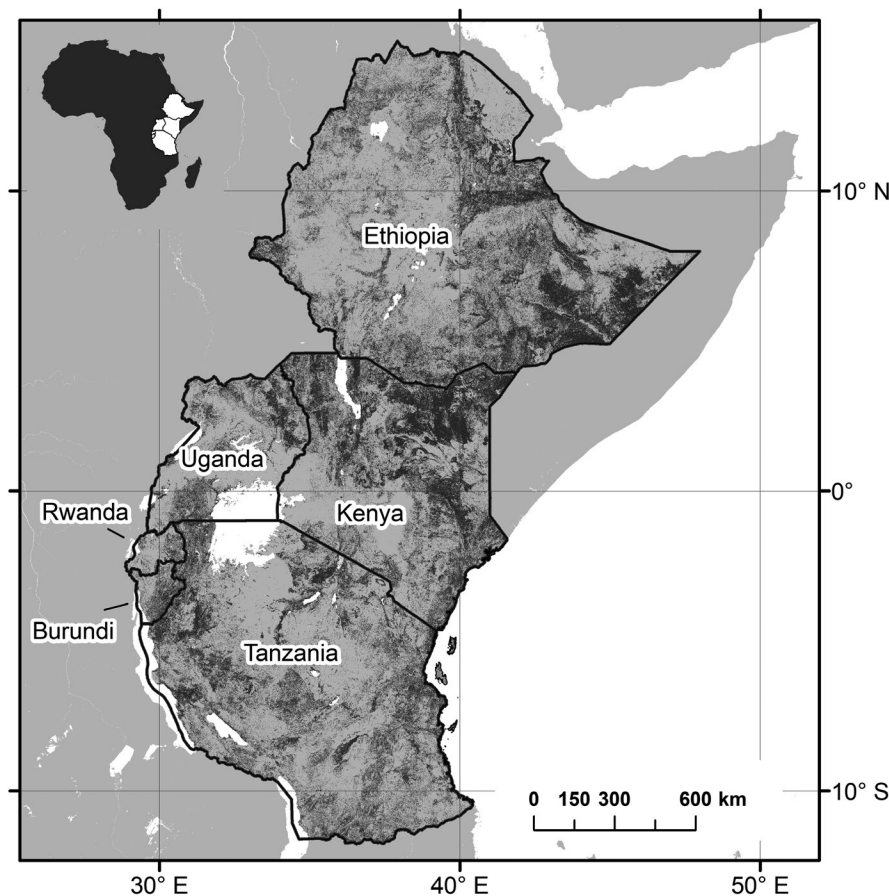 10° N
Ethiopia
Uganda
0°
Rwanda
Kenya
Burundi
Tanzania
0 150 300 600 km
10° S
30° E 40° E 50° E